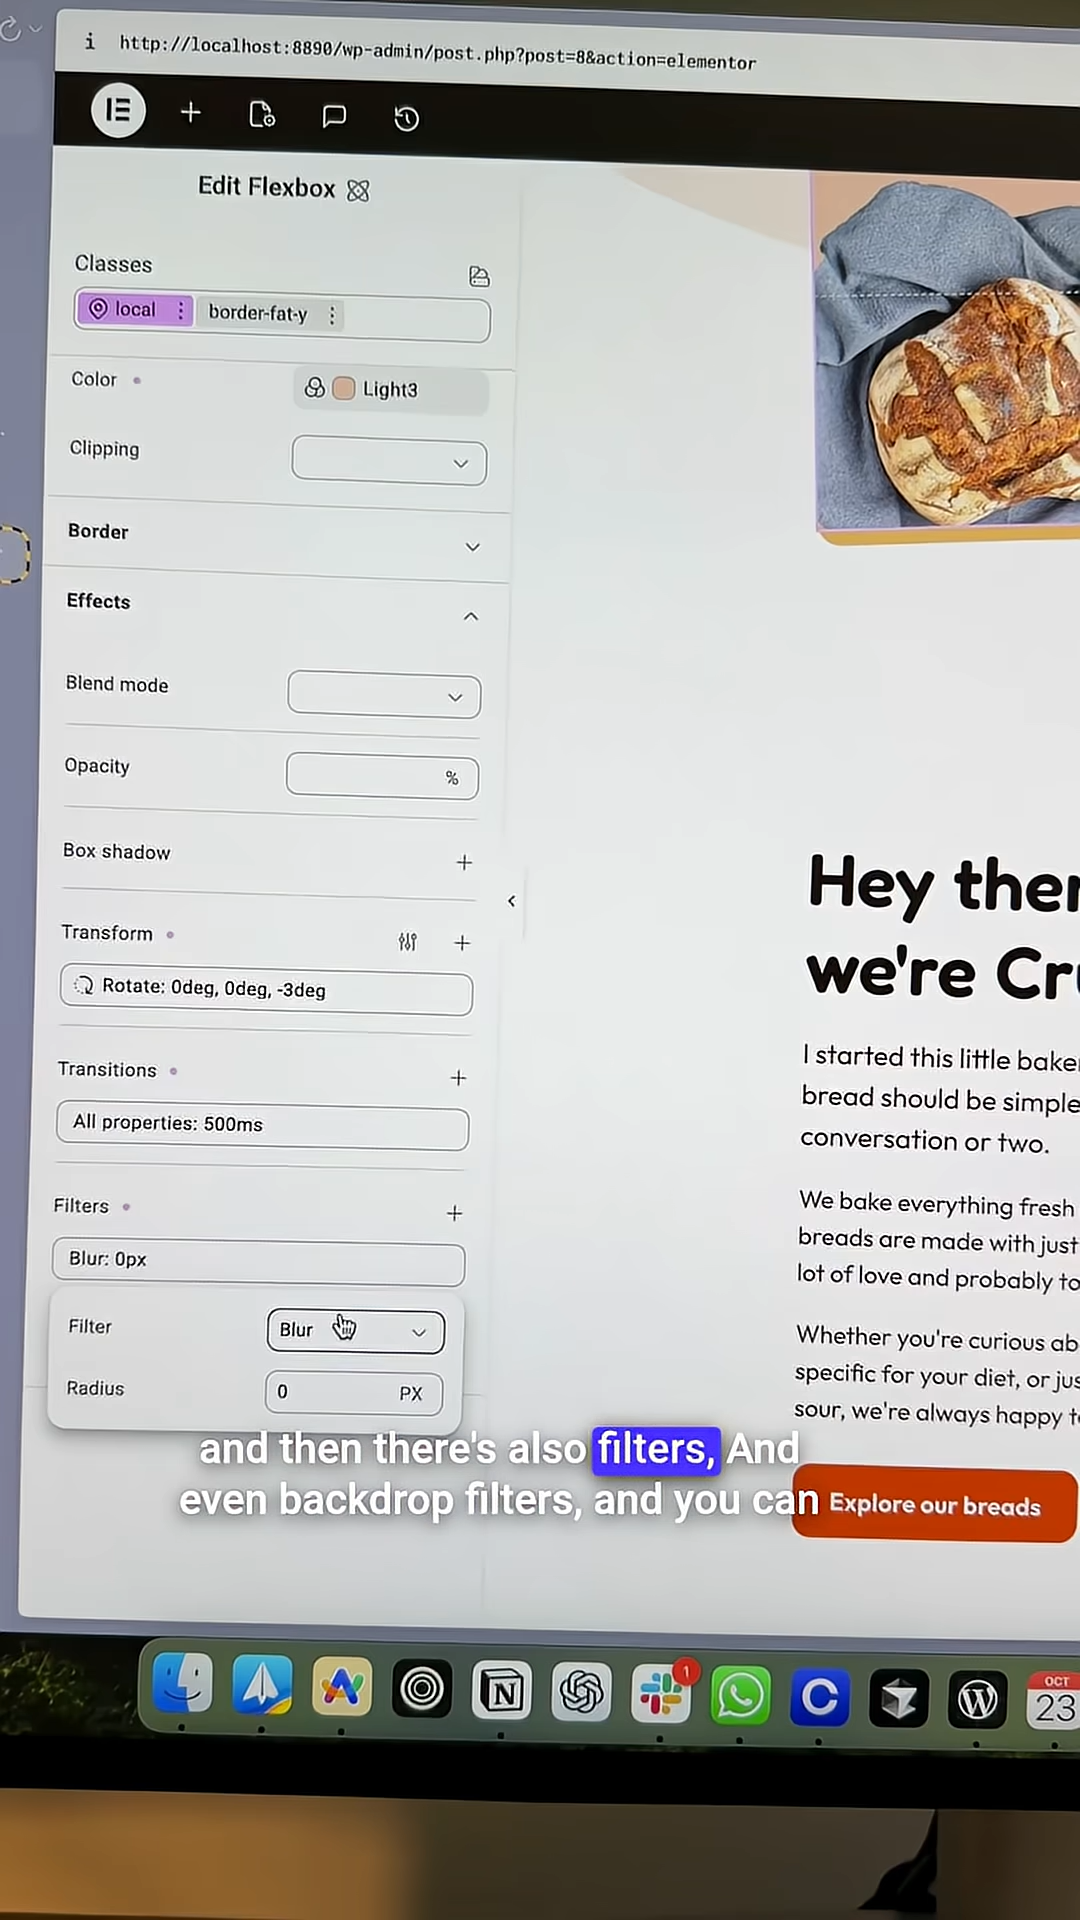 i http://localhost:8890/wp-admin/post.php?post=8&action=elementor
Edit Flexbox
Classes
local
border-fat-y
Color
Light3
Clipping
Border
Effects
Blend mode
Opacity
%
Box shadow
Transform
Rotate: 0deg, 0deg, -3deg
Transitions
All properties: 500ms
Filters
Blur: 0px
Filter
Blur
Radius
0
PX
Hey ther
we're Cru
I started this little baker
bread should be simple
conversation or two.
We bake everything fresh
breads are made with just
lot of love and probably to
Whether you're curious ab
specific for your diet, or jus
sour, we're always happy t
Explore our breads
and then there's also filters, And
even backdrop filters, and you can
1
OCT
23